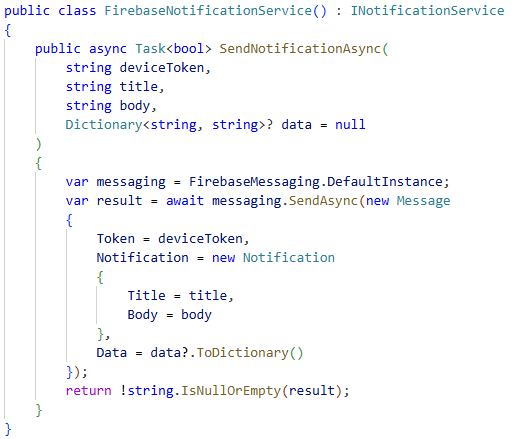 public class FirebaseNotificationService() : INotificationService
{
    public async Task<bool> SendNotificationAsync(
        string deviceToken,
        string title,
        string body,
        Dictionary<string, string>? data = null
    )
    {
        var messaging = FirebaseMessaging.DefaultInstance;
        var result = await messaging.SendAsync(new Message
        {
            Token = deviceToken,
            Notification = new Notification
            {
                Title = title,
                Body = body
            },
            Data = data?.ToDictionary()
        });
        return !string.IsNullOrEmpty(result);
    }
}